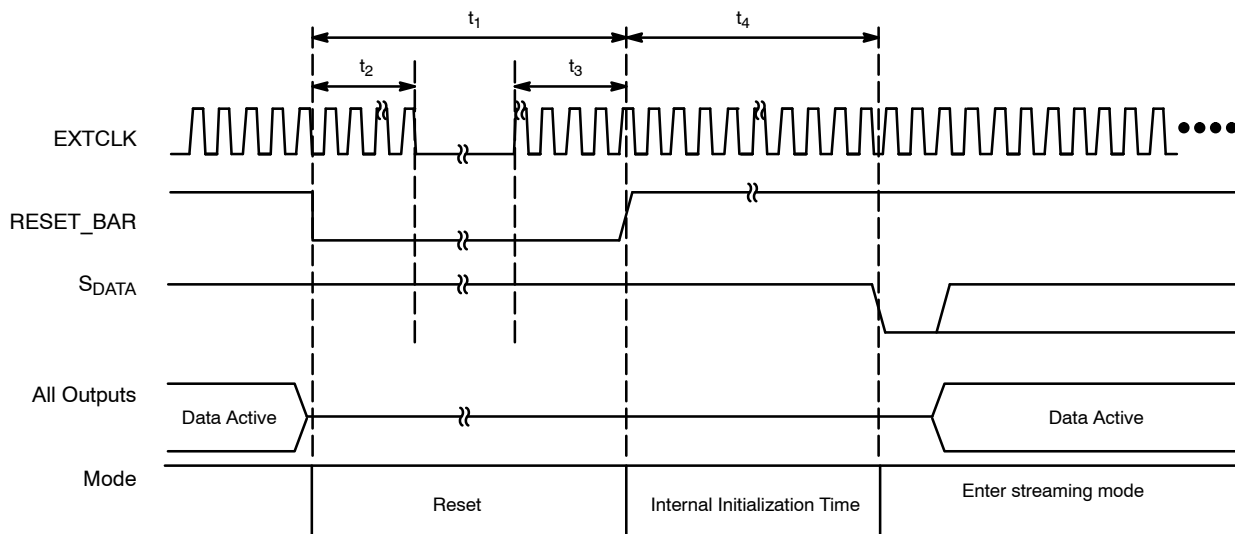 t1
t4
t2
t3
EXTCLK
RESET_BAR
SDATA
All Outputs
Data Active
Data Active
Mode
Reset
Internal Initialization Time
Enter streaming mode